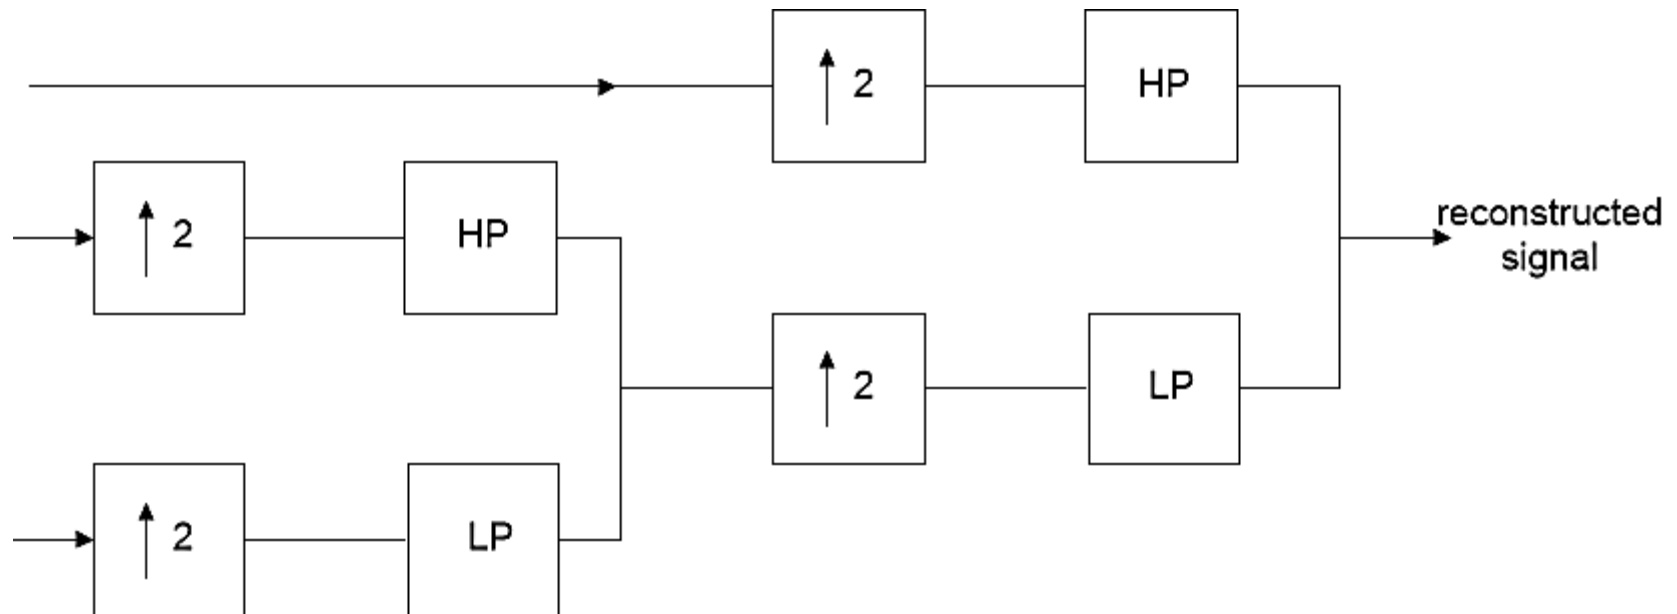 ↑ 2
HP
↑ 2
HP
reconstructed
signal
↑ 2
LP
↑ 2
LP